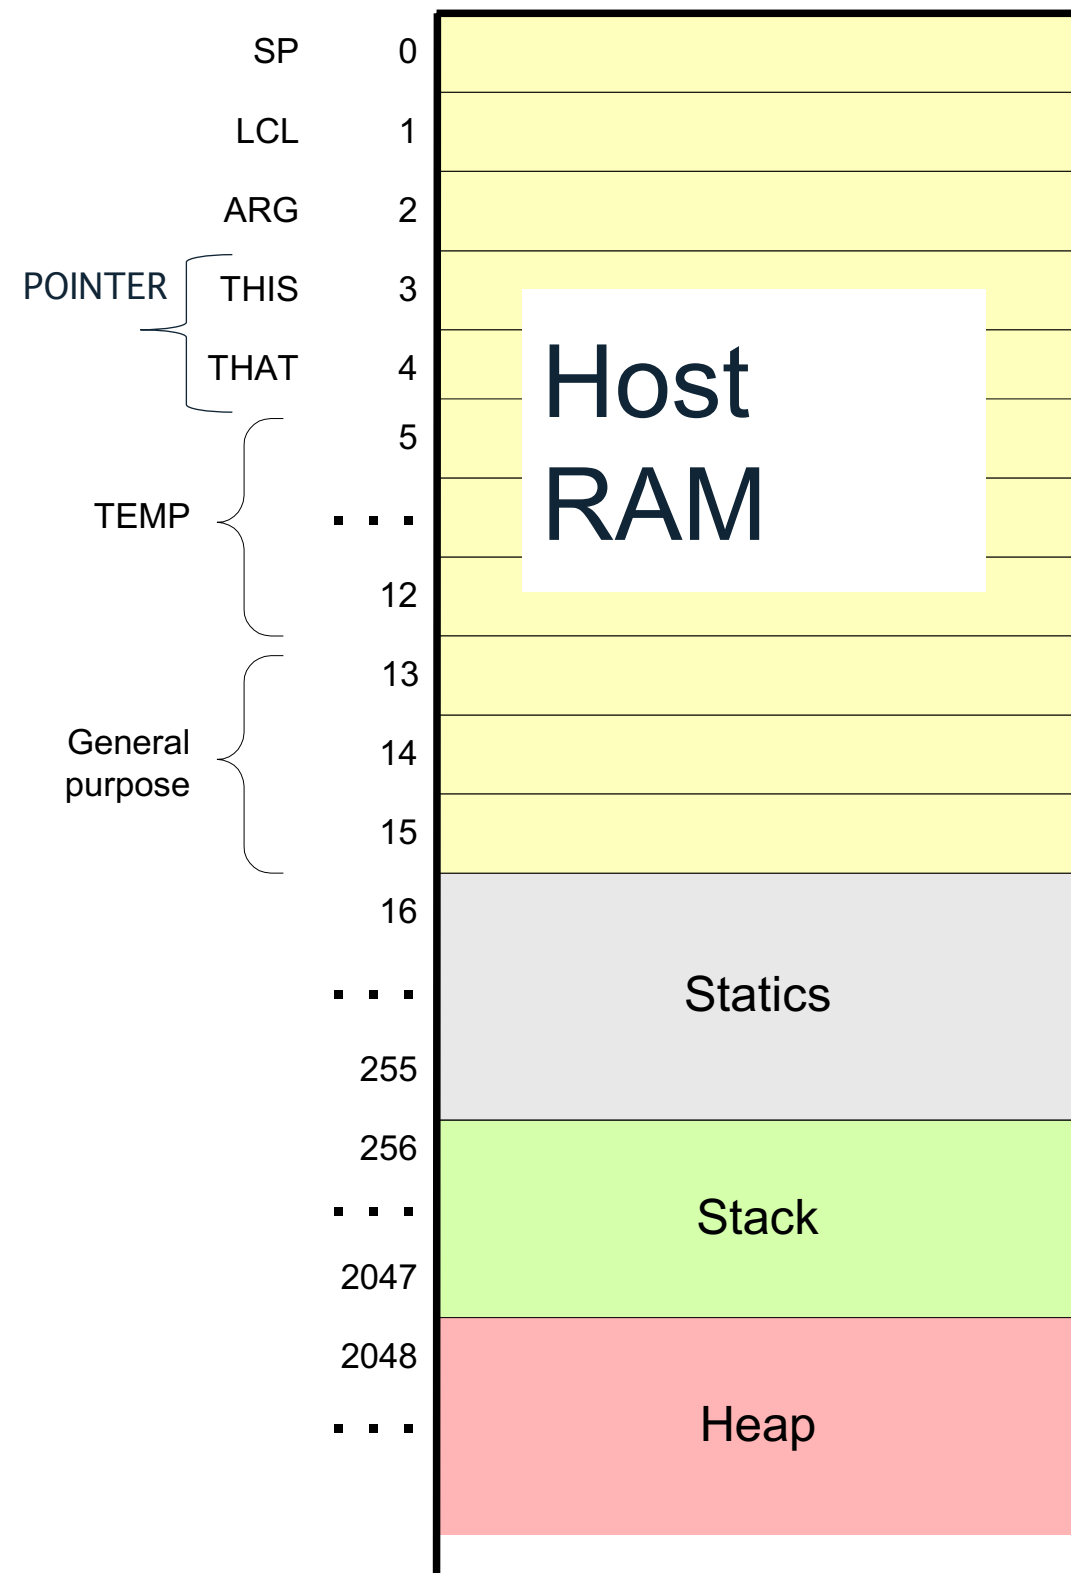 SP 0
LCL 1
ARG 2
POINTER THIS 3
THAT 4
Host
5
RAM
TEMP ...
12
13
General 14
purpose
15
16
... Statics
255
256
... Stack
2047
2048
... Heap